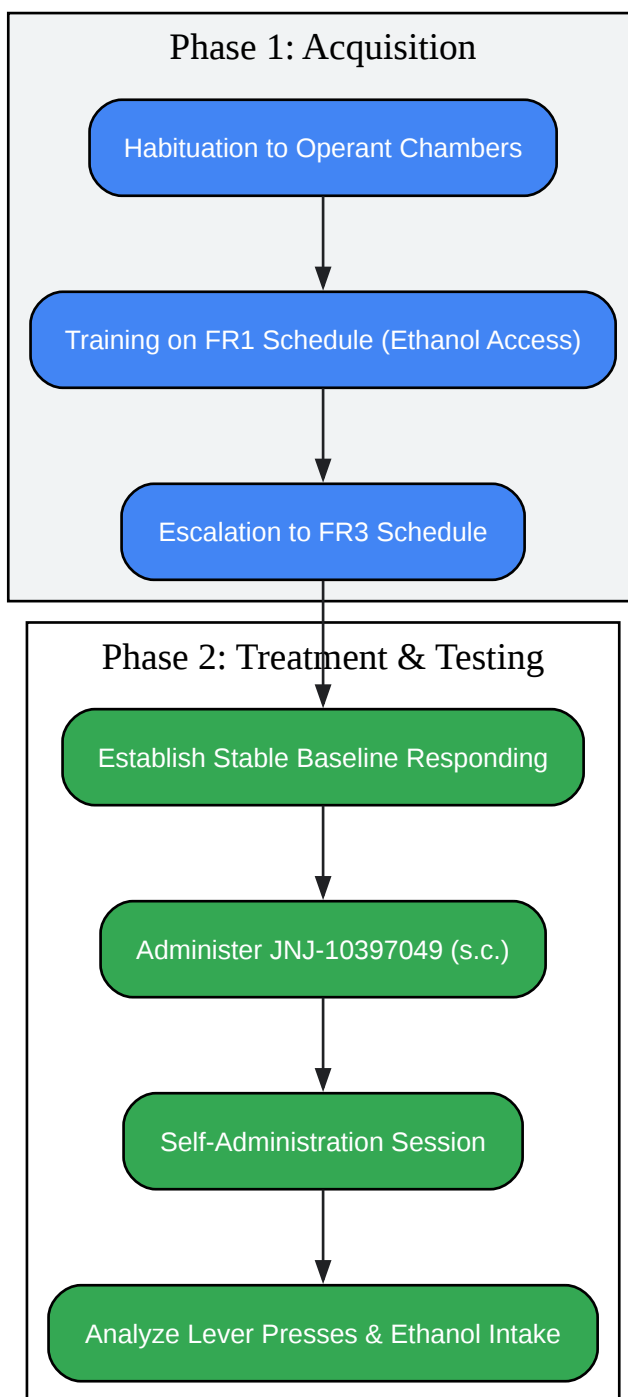 Phase 1: Acquisition
Habituation to Operant Chambers
Training on FR1 Schedule (Ethanol Access)
Escalation to FR3 Schedule
Phase 2: Treatment & Testing
Establish Stable Baseline Responding
Administer JNJ-10397049 (s.c.)
Self-Administration Session
Analyze Lever Presses & Ethanol Intake